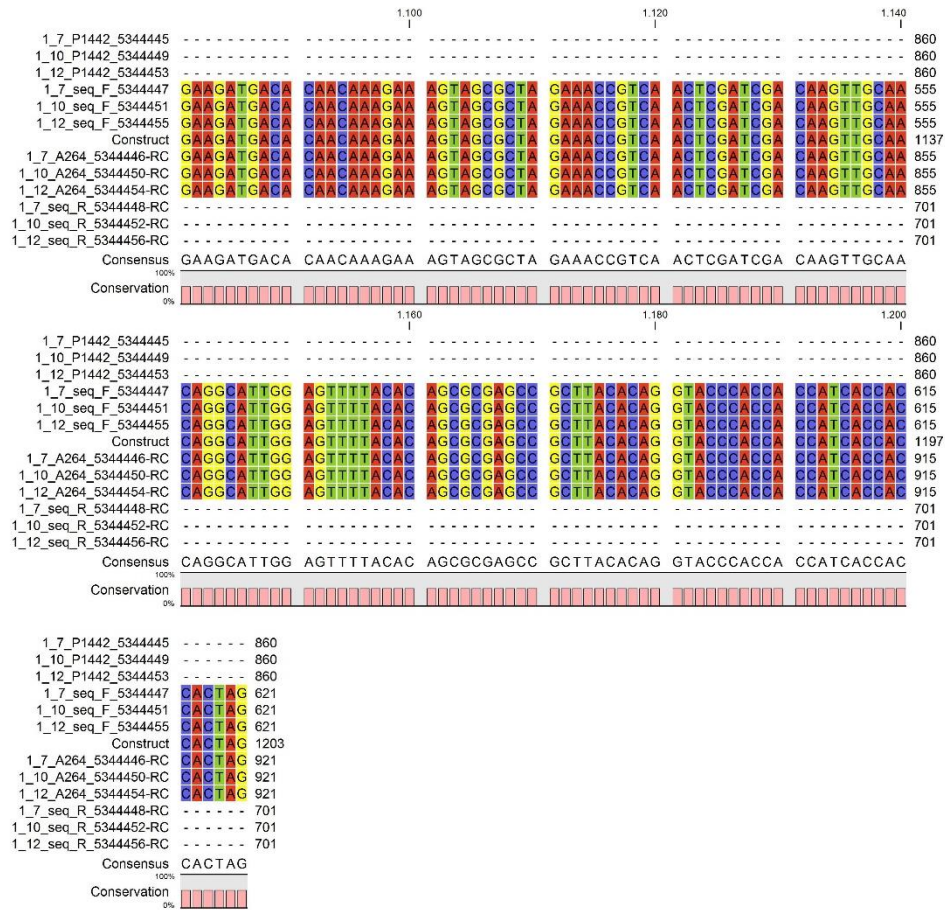 1.100 1.120 1.140
1_7_P1442_5344445 - - - - - - - - - - - - - - - - - - - - - - - - - - - - - - - - - - - - - - - - - - - - - - - - - - - - - - - - - - - - 860
1_10_P1442_5344449 - - - - - - - - - - - - - - - - - - - - - - - - - - - - - - - - - - - - - - - - - - - - - - - - - - - - - - - - - - - - 860
1_12_P1442_5344453 - - - - - - - - - - - - - - - - - - - - - - - - - - - - - - - - - - - - - - - - - - - - - - - - - - - - - - - - - - - - 860
1_7_seq_F_5344447 GAAGATGACA CAACAAAGAA AGTAGCGCTA GAAACCGTCA ACTCGATCGA CAAGTTGCAA 555
1_10_seq_F_5344451 GAAGATGACA CAACAAAGAA AGTAGCGCTA GAAACCGTCA ACTCGATCGA CAAGTTGCAA 555
1_12_seq_F_5344455 GAAGATGACA CAACAAAGAA AGTAGCGCTA GAAACCGTCA ACTCGATCGA CAAGTTGCAA 555
Construct GAAGATGACA CAACAAAGAA AGTAGCGCTA GAAACCGTCA ACTCGATCGA CAAGTTGCAA 1137
1_7_A264_5344446-RC GAAGATGACA CAACAAAGAA AGTAGCGCTA GAAACCGTCA ACTCGATCGA CAAGTTGCAA 855
1_10_A264_5344450-RC GAAGATGACA CAACAAAGAA AGTAGCGCTA GAAACCGTCA ACTCGATCGA CAAGTTGCAA 855
1_12_A264_5344454-RC GAAGATGACA CAACAAAGAA AGTAGCGCTA GAAACCGTCA ACTCGATCGA CAAGTTGCAA 855
1_7_seq_R_5344448-RC - - - - - - - - - - - - - - - - - - - - - - - - - - - - - - - - - - - - - - - - - - - - - - - - - - - - - - - - - - - - 701
1_10_seq_R_5344452-RC - - - - - - - - - - - - - - - - - - - - - - - - - - - - - - - - - - - - - - - - - - - - - - - - - - - - - - - - - - - - 701
1_12_seq_R_5344456-RC - - - - - - - - - - - - - - - - - - - - - - - - - - - - - - - - - - - - - - - - - - - - - - - - - - - - - - - - - - - - 701
Consensus GAAGATGACA CAACAAAGAA AGTAGCGCTA GAAACCGTCA ACTCGATCGA CAAGTTGCAA
100%
Conservation
0%
1.160 1.180 1.200
1_7_P1442_5344445 - - - - - - - - - - - - - - - - - - - - - - - - - - - - - - - - - - - - - - - - - - - - - - - - - - - - - - - - - - - - 860
1_10_P1442_5344449 - - - - - - - - - - - - - - - - - - - - - - - - - - - - - - - - - - - - - - - - - - - - - - - - - - - - - - - - - - - - 860
1_12_P1442_5344453 - - - - - - - - - - - - - - - - - - - - - - - - - - - - - - - - - - - - - - - - - - - - - - - - - - - - - - - - - - - - 860
1_7_seq_F_5344447 CAGGCATTGG AGTTTTACAC AGCGCGAGCC GCTTACACAG GTACCCACCA CCATCACCAC 615
1_10_seq_F_5344451 CAGGCATTGG AGTTTTACAC AGCGCGAGCC GCTTACACAG GTACCCACCA CCATCACCAC 615
1_12_seq_F_5344455 CAGGCATTGG AGTTTTACAC AGCGCGAGCC GCTTACACAG GTACCCACCA CCATCACCAC 615
Construct CAGGCATTGG AGTTTTACAC AGCGCGAGCC GCTTACACAG GTACCCACCA CCATCACCAC 1197
1_7_A264_5344446-RC CAGGCATTGG AGTTTTACAC AGCGCGAGCC GCTTACACAG GTACCCACCA CCATCACCAC 915
1_10_A264_5344450-RC CAGGCATTGG AGTTTTACAC AGCGCGAGCC GCTTACACAG GTACCCACCA CCATCACCAC 915
1_12_A264_5344454-RC CAGGCATTGG AGTTTTACAC AGCGCGAGCC GCTTACACAG GTACCCACCA CCATCACCAC 915
1_7_seq_R_5344448-RC - - - - - - - - - - - - - - - - - - - - - - - - - - - - - - - - - - - - - - - - - - - - - - - - - - - - - - - - - - - - 701
1_10_seq_R_5344452-RC - - - - - - - - - - - - - - - - - - - - - - - - - - - - - - - - - - - - - - - - - - - - - - - - - - - - - - - - - - - - 701
1_12_seq_R_5344456-RC - - - - - - - - - - - - - - - - - - - - - - - - - - - - - - - - - - - - - - - - - - - - - - - - - - - - - - - - - - - - 701
Consensus CAGGCATTGG AGTTTTACAC AGCGCGAGCC GCTTACACAG GTACCCACCA CCATCACCAC
100%
Conservation
0%
1_7_P1442_5344445 - - - - - - 860
1_10_P1442_5344449 - - - - - - 860
1_12_P1442_5344453 - - - - - - 860
1_7_seq_F_5344447 CACTAG 621
1_10_seq_F_5344451 CACTAG 621
1_12_seq_F_5344455 CACTAG 621
Construct CACTAG 1203
1_7_A264_5344446-RC CACTAG 921
1_10_A264_5344450-RC CACTAG 921
1_12_A264_5344454-RC CACTAG 921
1_7_seq_R_5344448-RC - - - - - - 701
1_10_seq_R_5344452-RC - - - - - - 701
1_12_seq_R_5344456-RC - - - - - - 701
Consensus CACTAG
100%
Conservation
0%